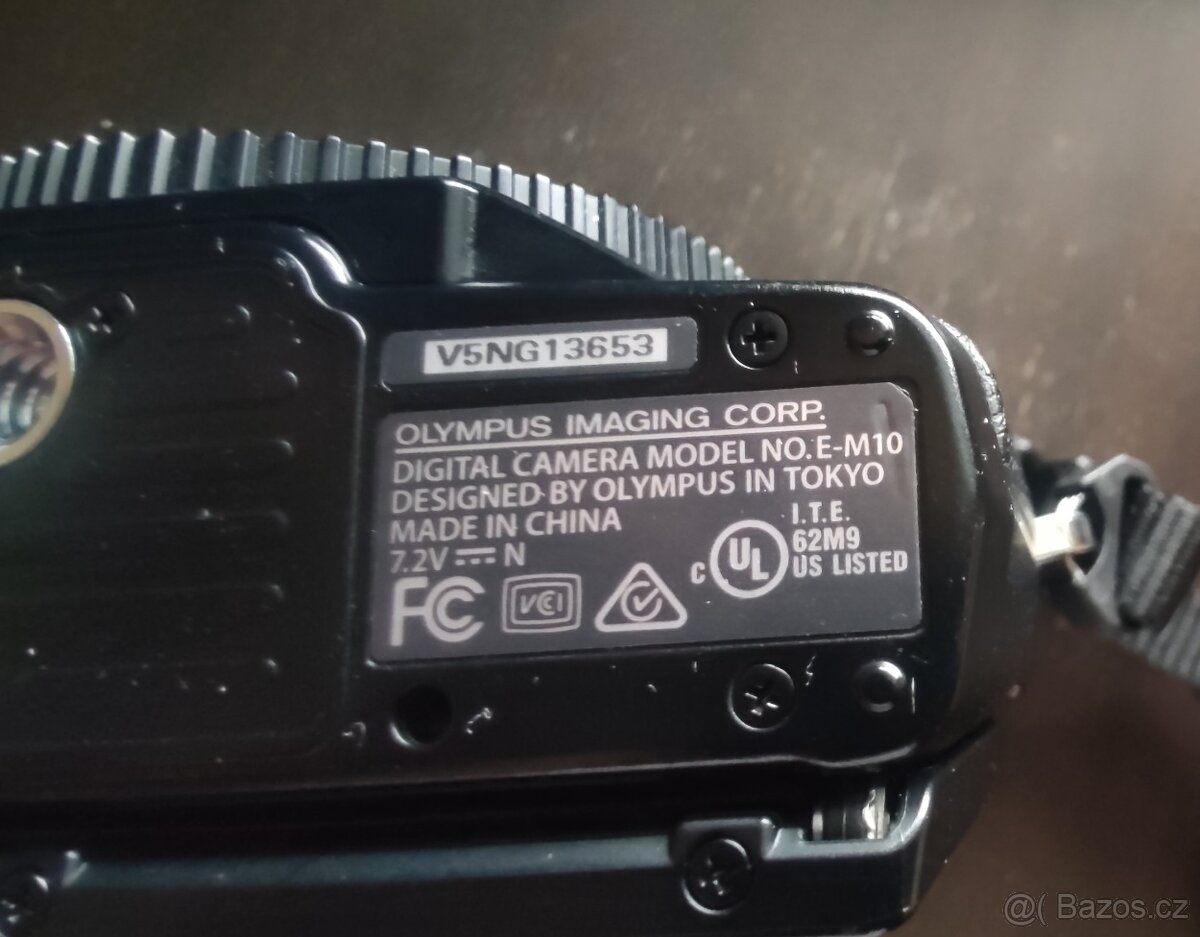 V5NG13653
OLYMPUS IMAGING CORP.
DIGITAL CAMERA MODEL NO. E-M10
DESIGNED BY OLYMPUS IN TOKYO
MADE IN CHINA
7.2V ⎓ N
FC VCI c UL I.T.E.
62M9
US LISTED
@( Bazos.cz